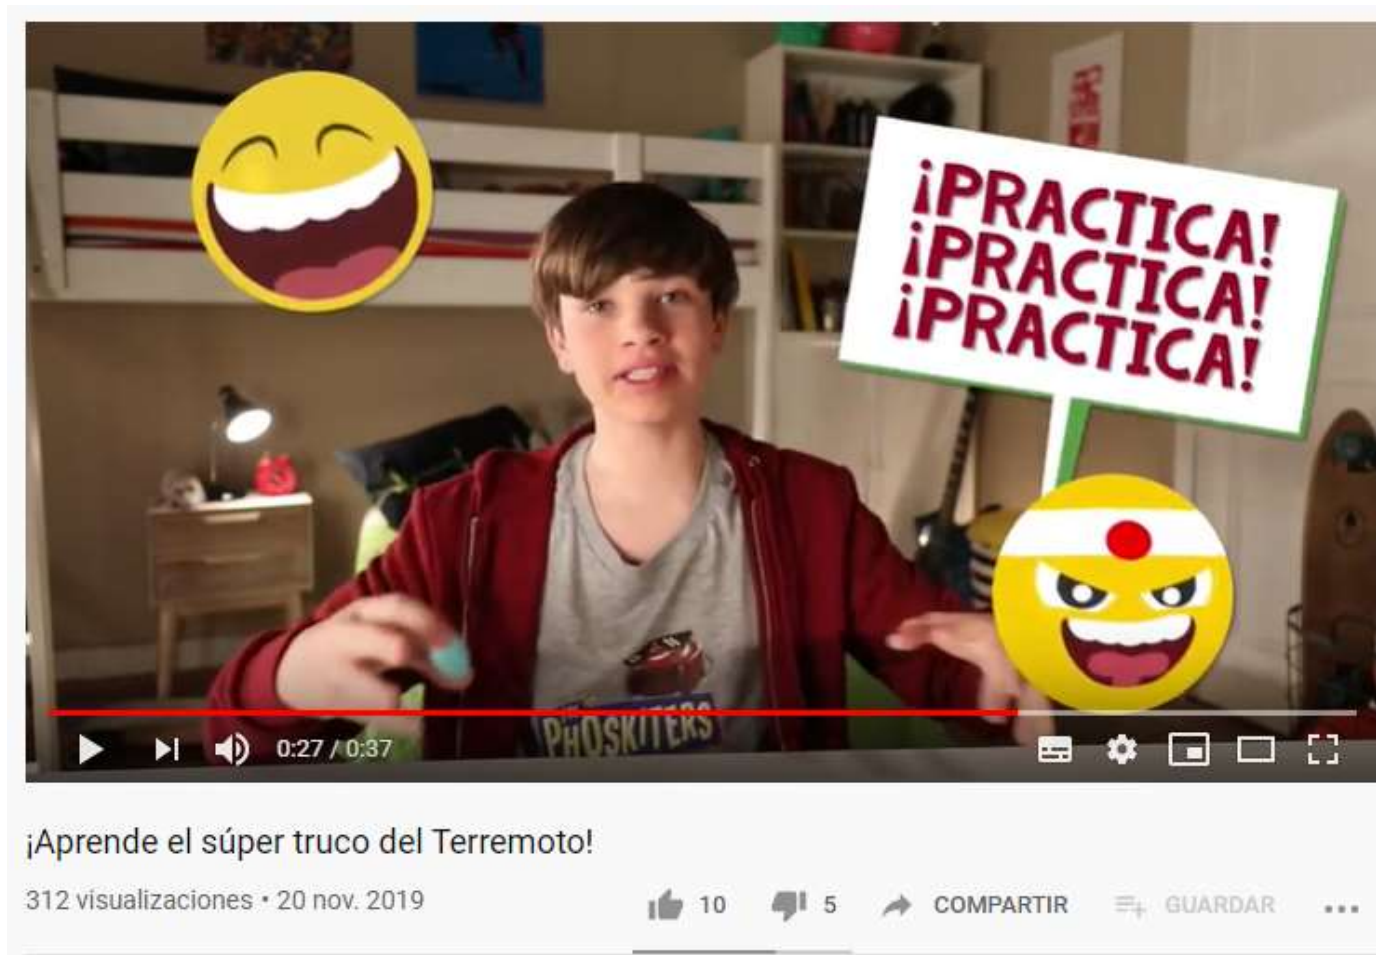 ¡PRACTICA!
¡PRACTICA!
¡PRACTICA!
PHOSKITERS
0:27 / 0:37
¡Aprende el súper truco del Terremoto!
312 visualizaciones • 20 nov. 2019
10
5
COMPARTIR
GUARDAR